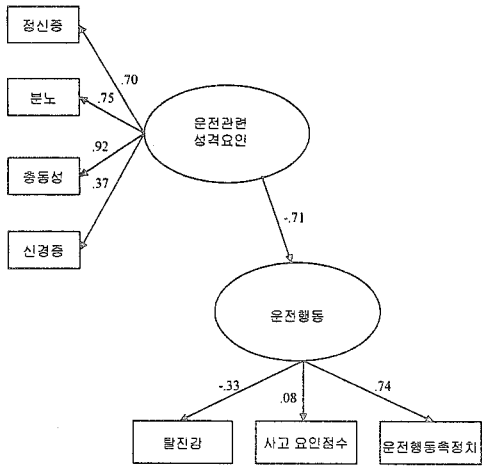 정신증
.70
분노
.75
운전관련
성격요인
.92
충동성
.37
신경증
-.71
운전행동
-.33
.08
.74
탈진감
사고 요인점수
운전행동측정치